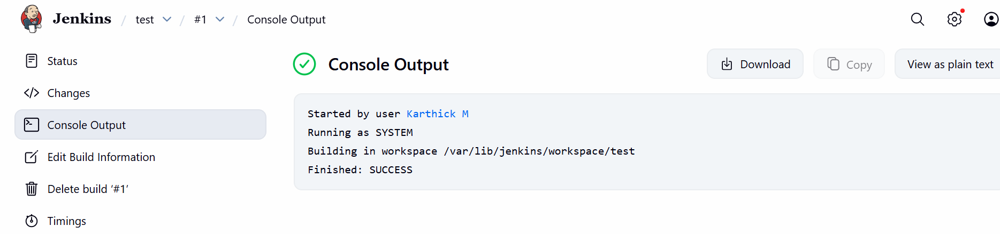 Jenkins / test / #1 / Console Output
Status
Changes
Console Output
Edit Build Information
Delete build ‘#1’
Timings
Console Output
Download
Copy
View as plain text
Started by user Karthick M
Running as SYSTEM
Building in workspace /var/lib/jenkins/workspace/test
Finished: SUCCESS